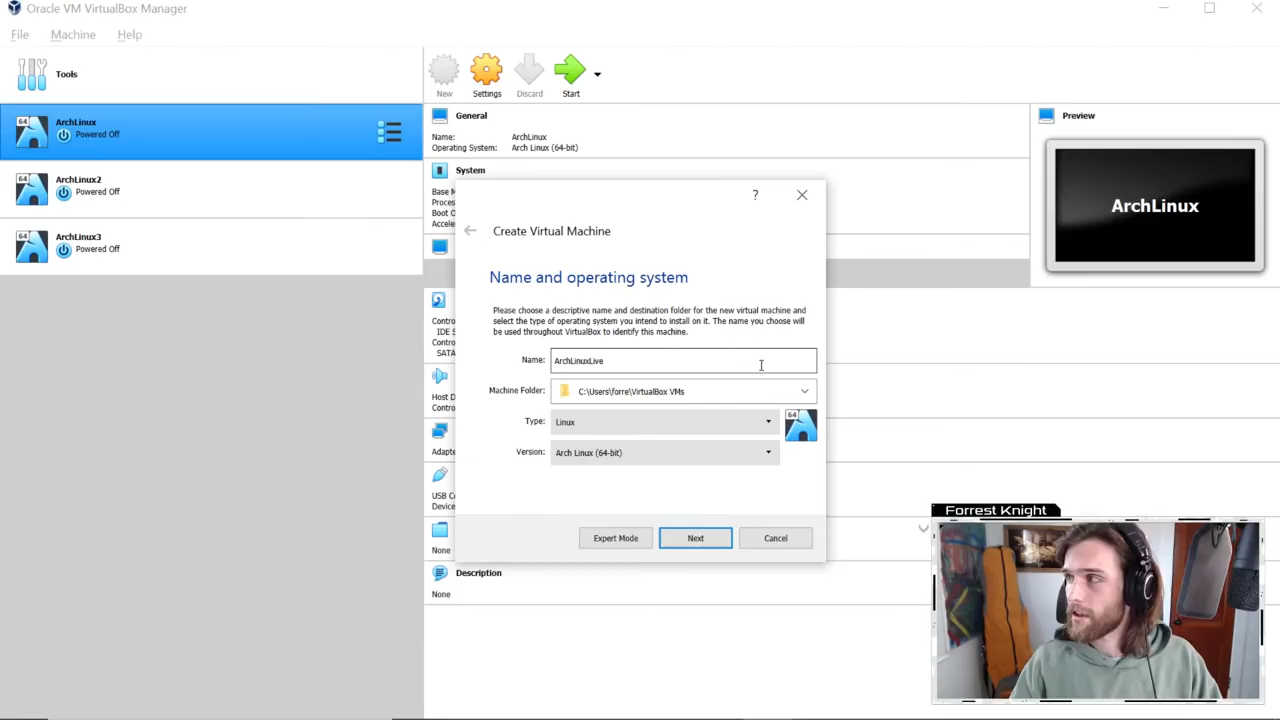 Oracle VM VirtualBox Manager
File Machine Help
Tools
New Settings Discard Start
64
ArchLinux
Powered Off
64
ArchLinux2
Powered Off
64
ArchLinux3
Powered Off
General
Name: ArchLinux
Operating System: Arch Linux (64-bit)
System
Base M
Proces
Boot O
Accele
Contro
IDE S
Contro
SATA
Host D
Contro
Adapte
USB Co
Device
None
Description
None
Preview
ArchLinux
?
Create Virtual Machine
Name and operating system
Please choose a descriptive name and destination folder for the new virtual machine and
select the type of operating system you intend to install on it. The name you choose will
be used throughout VirtualBox to identify this machine.
Name: ArchLinuxLive
Machine Folder: C:\Users\forre\VirtualBox VMs
Type: Linux
64
Version: Arch Linux (64-bit)
Expert Mode Next Cancel
Forrest Knight